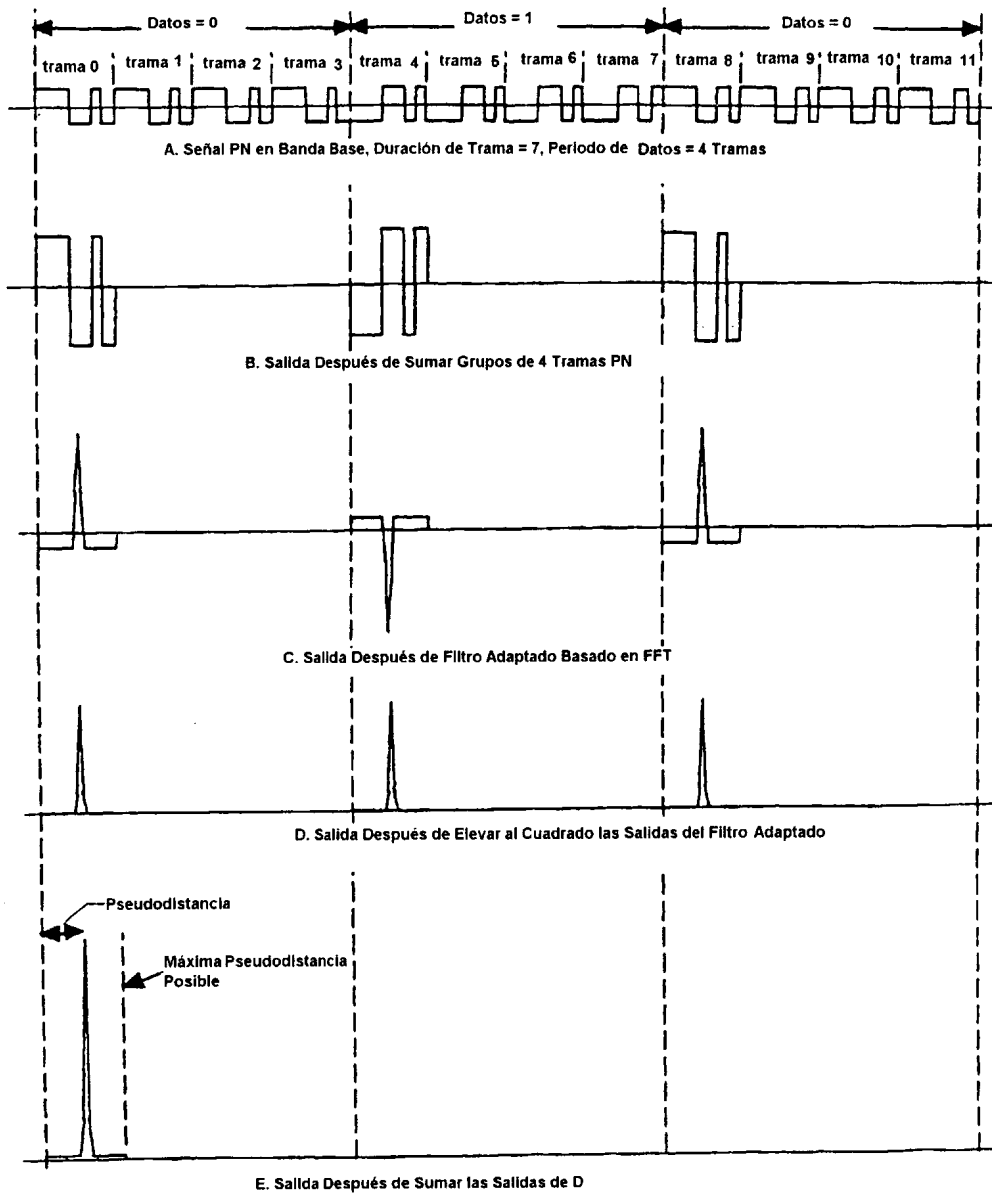 Datos = 0 Datos = 1 Datos = 0
trama 0 trama 1 trama 2 trama 3 trama 4 trama 5 trama 6 trama 7 trama 8 trama 9 trama 10 trama 11
A. Señal PN en Banda Base, Duración de Trama = 7, Periodo de Datos = 4 Tramas
B. Salida Después de Sumar Grupos de 4 Tramas PN
C. Salida Después de Filtro Adaptado Basado en FFT
D. Salida Después de Elevar al Cuadrado las Salidas del Filtro Adaptado
Pseudodistancia
Máxima Pseudodistancia
Posible
E. Salida Después de Sumar las Salidas de D